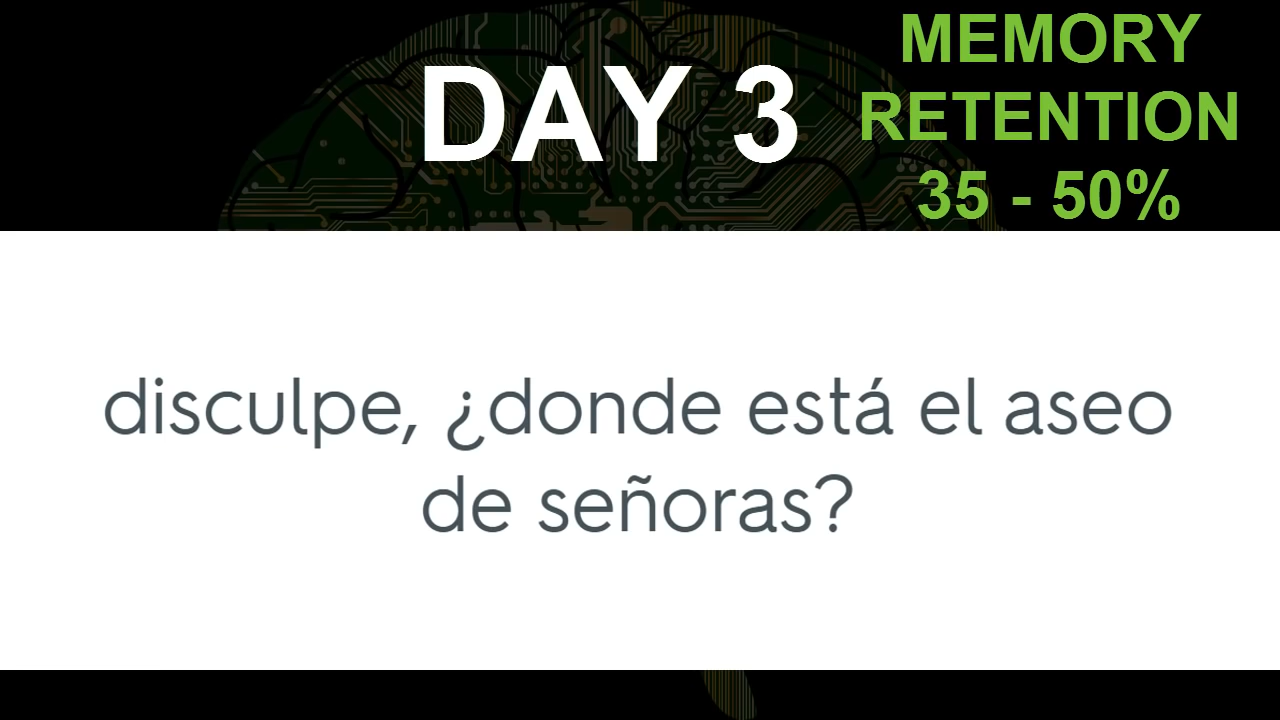 DAY 3
MEMORY
RETENTION
35 - 50%
disculpe, ¿donde está el aseo
de señoras?